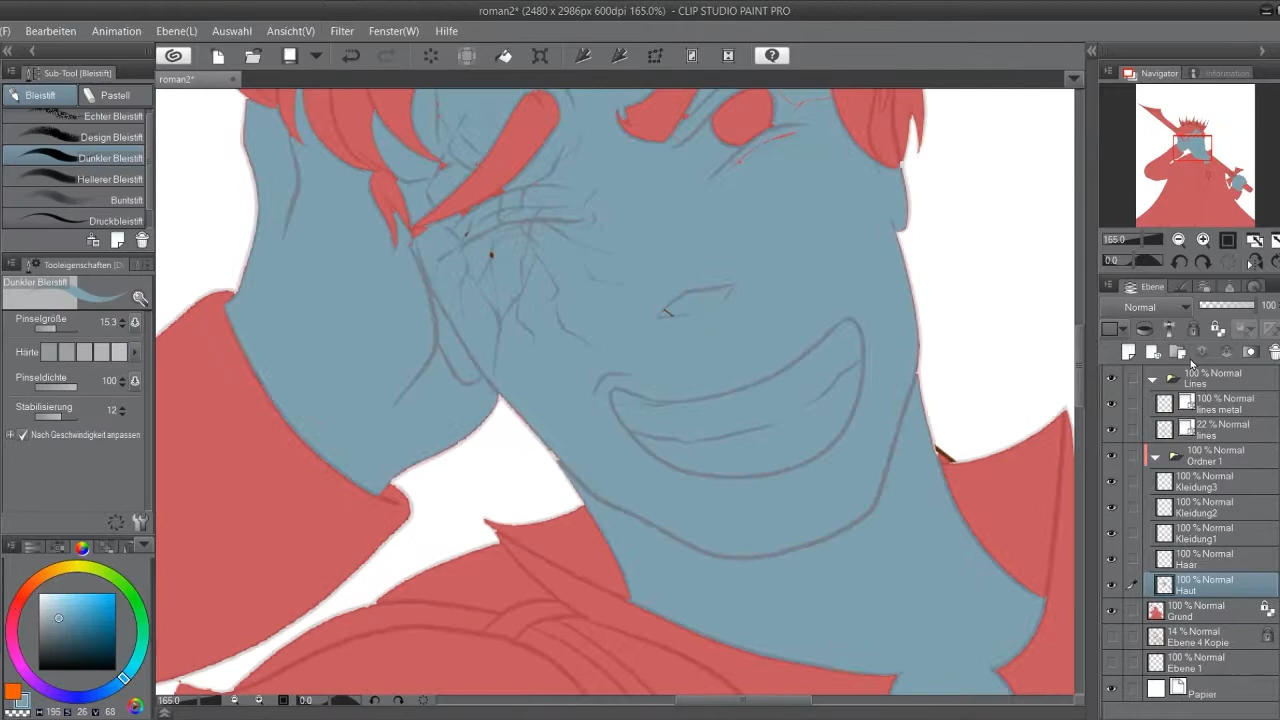 roman2* (2480 x 2986px 600dpi 165.0%) - CLIP STUDIO PAINT PRO
(F) Bearbeiten Animation Ebene(L) Auswahl Ansicht(V) Filter Fenster(W) Hilfe
Sub-Tool [Bleistift]
roman2*
Bleistift Pastell
Echter Bleistift
Design Bleistift
Dunkler Bleistift
Hellerer Bleistift
Buntstift
Druckbleistift
Tooleigenschaften [D
Dunkler Bleistift
Pinselgröße 15.3
Härte
Pinseldichte 100
Stabilisierung 12
Nach Geschwindigkeit anpassen
H 195 S 26 V 68
165.0 0:0
Navigator Information
165.0
0:0
Ebene
Normal 100
100 % Normal
Lines
100 % Normal
lines metal
22 % Normal
lines
100 % Normal
Ordner 1
100 % Normal
Kleidung3
100 % Normal
Kleidung2
100 % Normal
Kleidung1
100 % Normal
Haar
100 % Normal
Haut
100 % Normal
Grund
14 % Normal
Ebene 4 Kopie
100 % Normal
Ebene 1
Papier